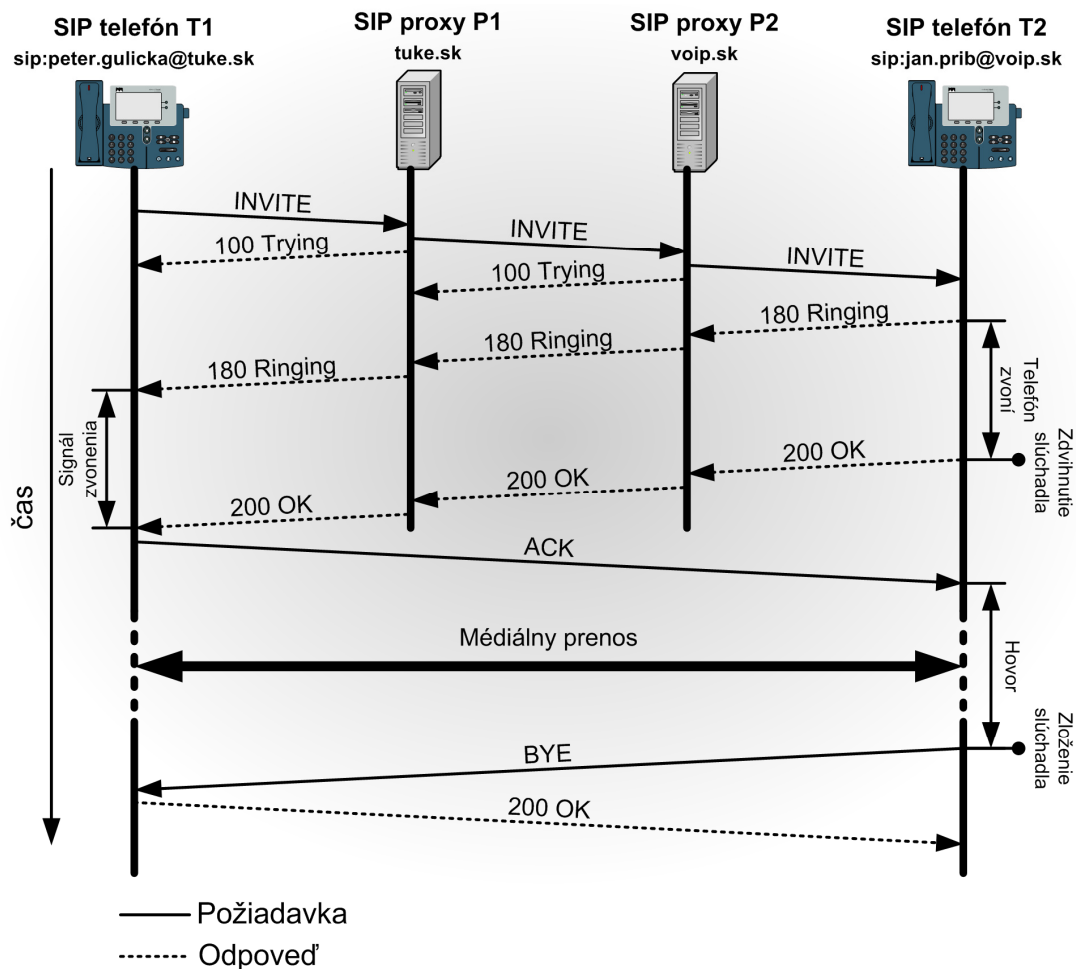 SIP telefón T1
sip:peter.gulicka@tuke.sk
SIP proxy P1
tuke.sk
SIP proxy P2
voip.sk
SIP telefón T2
sip:jan.prib@voip.sk
INVITE
INVITE
INVITE
100 Trying
100 Trying
180 Ringing
180 Ringing
180 Ringing
Telefón
zvoní
Signál
zvonenia
Zdvihnutie
slúchadla
200 OK
200 OK
200 OK
čas
ACK
Médiálny prenos
Hovor
Zloženie
slúchadla
BYE
200 OK
Požiadavka
Odpoveď